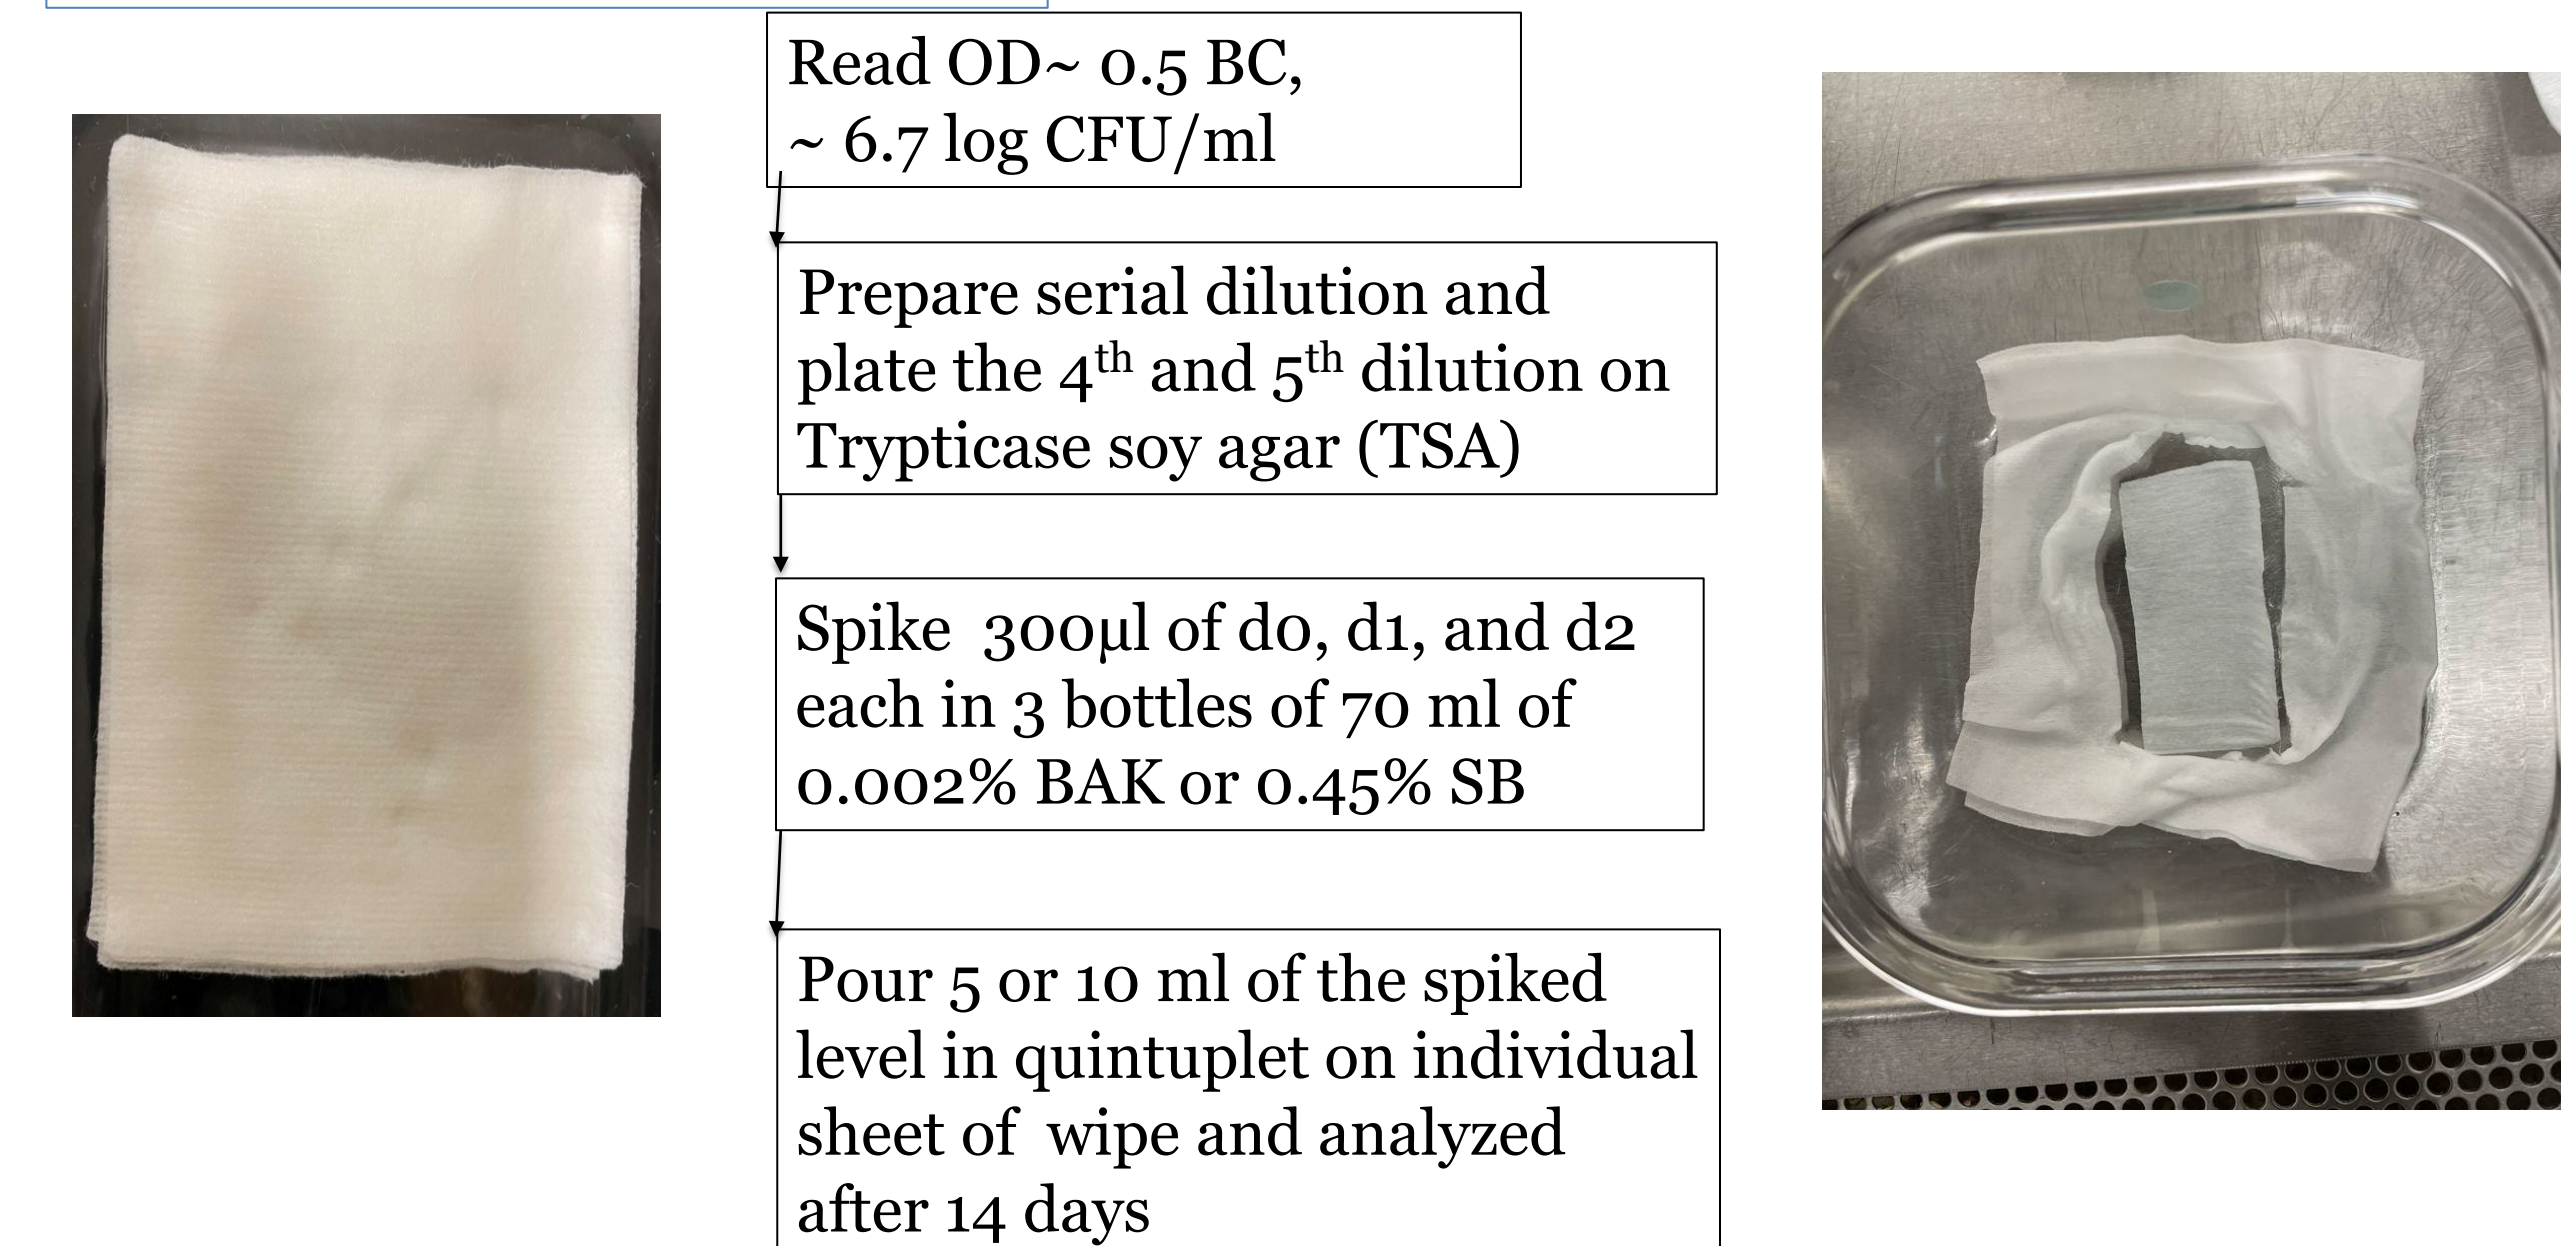 Read OD~ 0.5 BC,
~ 6.7 log CFU/ml
Prepare serial dilution and
plate the 4th and 5th dilution on
Trypticase soy agar (TSA)
Spike 300µl of d0, d1, and d2
each in 3 bottles of 70 ml of
0.002% BAK or 0.45% SB
Pour 5 or 10 ml of the spiked
level in quintuplet on individual
sheet of wipe and analyzed
after 14 days